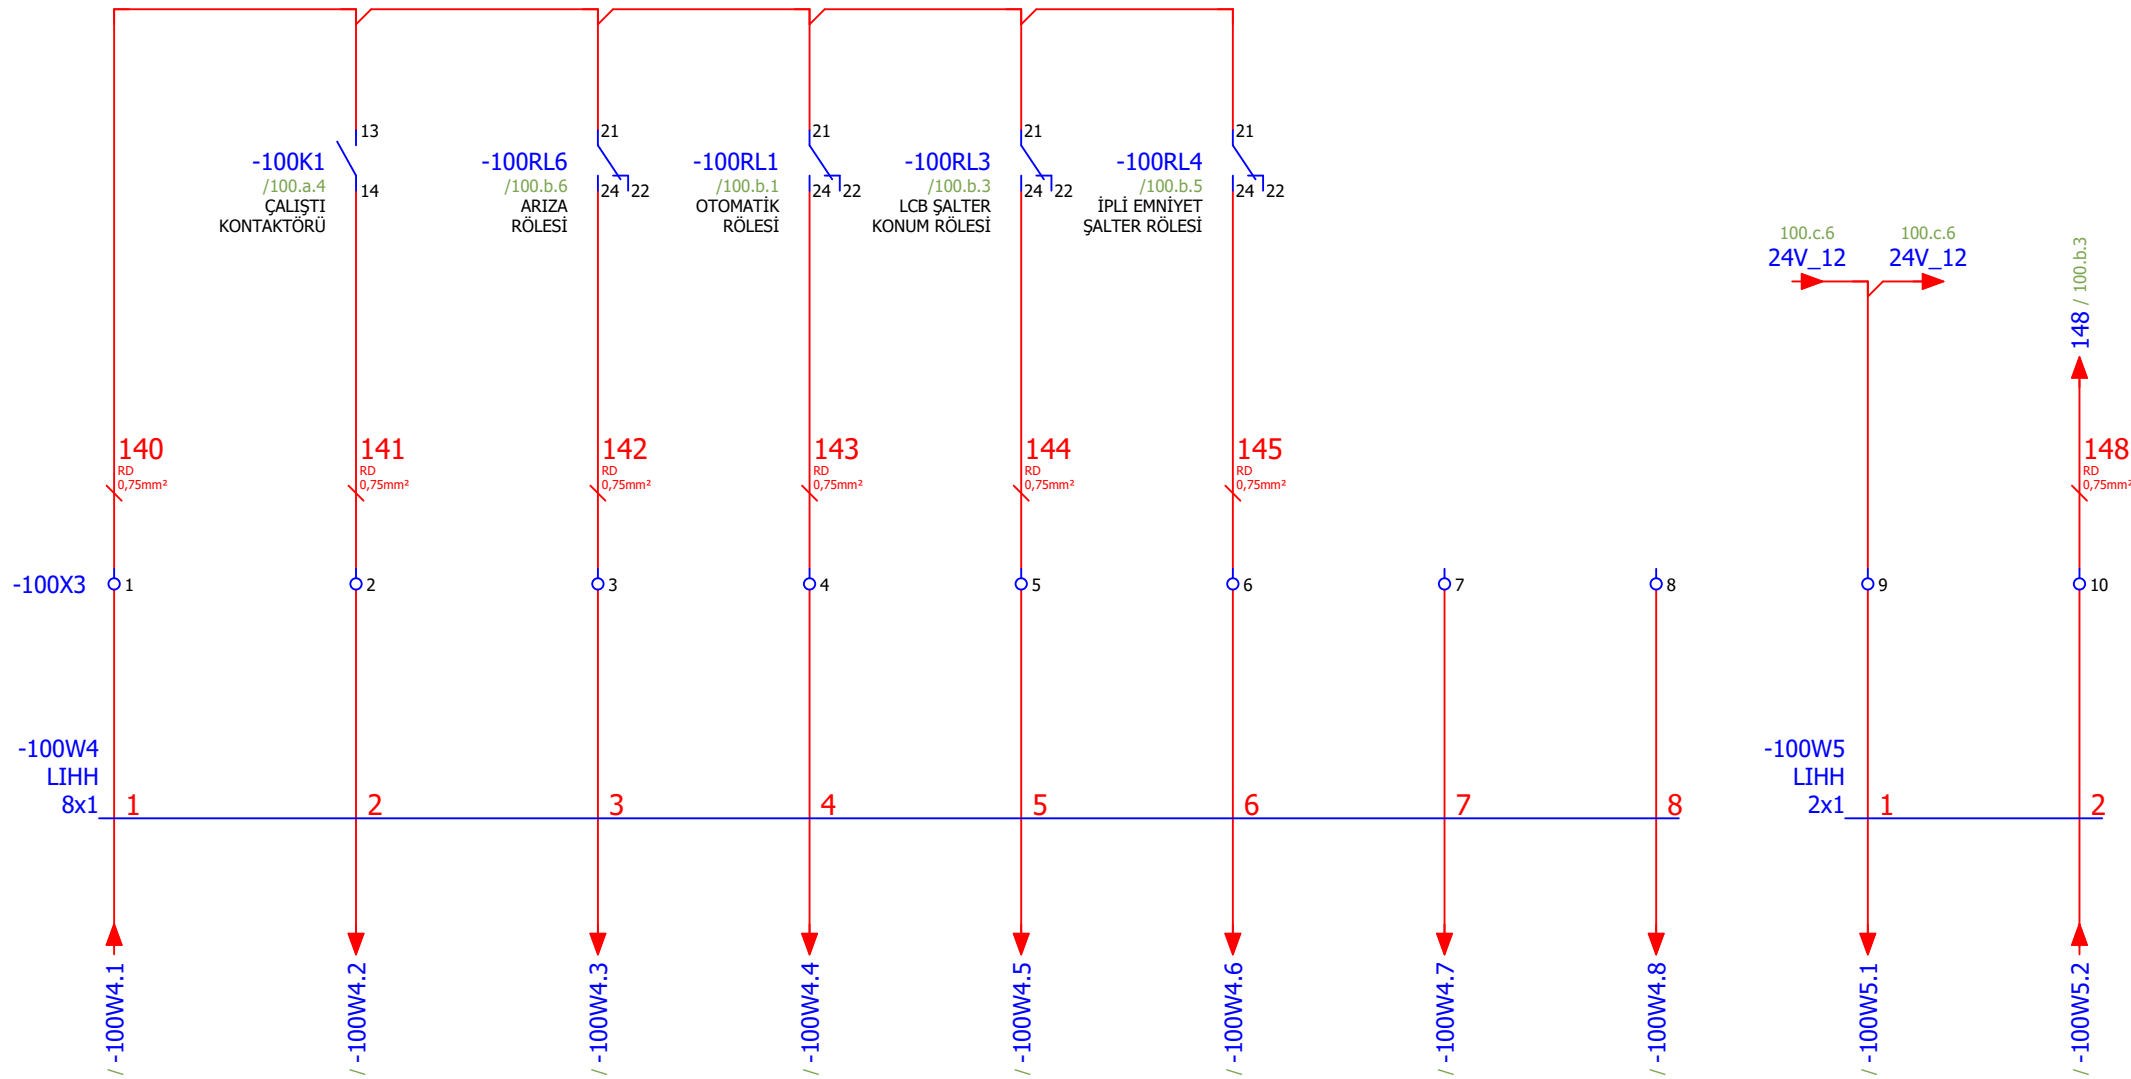 13
21
21
21
21
-100K1
/100.a.4
ÇALIŞTI
KONTAKTÖRÜ
14
-100RL6
/100.b.6
ARIZA
RÖLESİ
24 22
-100RL1
/100.b.1
OTOMATİK
RÖLESİ
24 22
-100RL3
/100.b.3
LCB ŞALTER
KONUM RÖLESİ
24 22
-100RL4
/100.b.5
İPLİ EMNİYET
ŞALTER RÖLESİ
24 22
100.c.6
24V_12
100.c.6
24V_12
148 / 100.b.3
140
RD
0,75mm²
141
RD
0,75mm²
142
RD
0,75mm²
143
RD
0,75mm²
144
RD
0,75mm²
145
RD
0,75mm²
148
RD
0,75mm²
-100X3
1
2
3
4
5
6
7
8
9
10
-100W4
LIHH
8x1
1
2
3
4
5
6
7
8
-100W5
LIHH
2x1
1
2
/ -100W4.1
/ -100W4.2
/ -100W4.3
/ -100W4.4
/ -100W4.5
/ -100W4.6
/ -100W4.7
/ -100W4.8
/ -100W5.1
/ -100W5.2